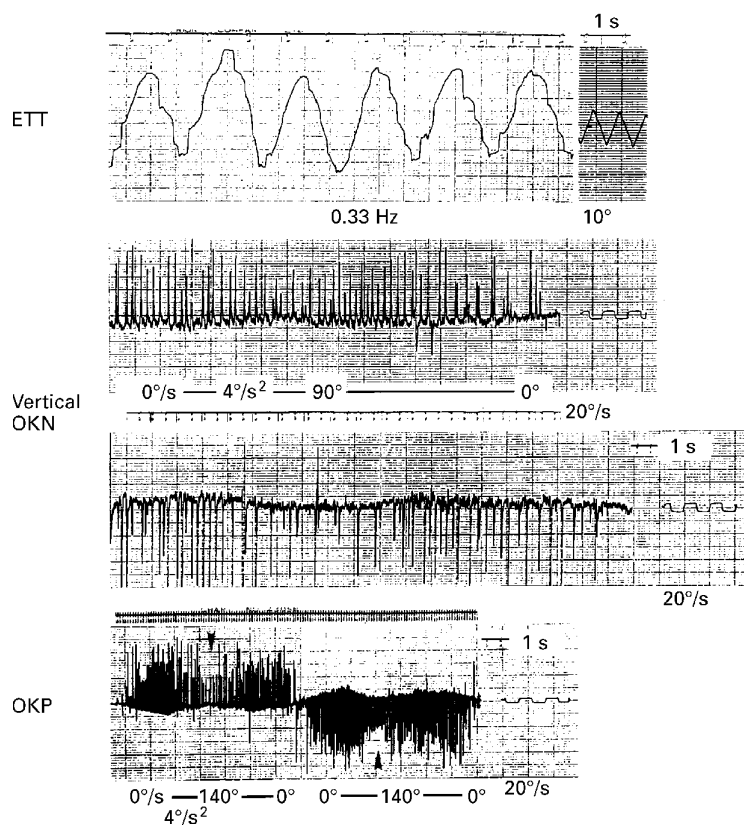 1 s
ETT
0.33 Hz 10°
0°/s — 4°/s² — 90° — 0°
Vertical
OKN
20°/s
1 s
20°/s
OKP
1 s
20°/s
0°/s —140°— 0° 0° —140°— 0°
4°/s²